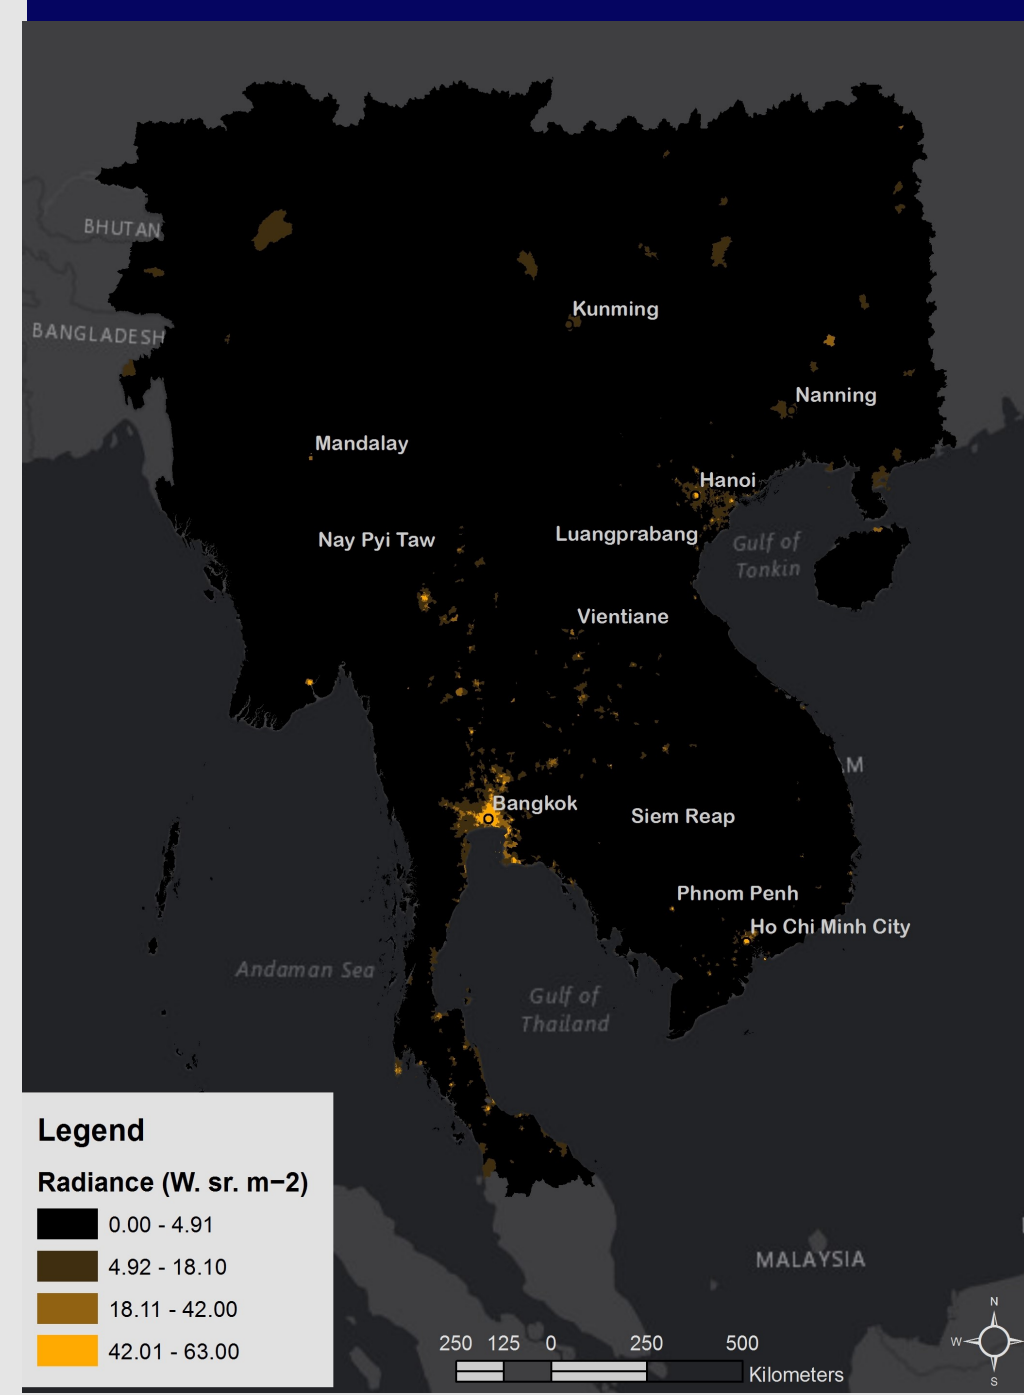 BHUTAN
BANGLADESH
Kunming
Nanning
Mandalay
Hanoi
Nay Pyi Taw
Luangprabang
Gulf of
Tonkin
Vientiane
.M
Bangkok
Siem Reap
Phnom Penh
Ho Chi Minh City
Andaman Sea
Gulf of
Thailand
Legend
Radiance (W. sr. m−2)
0.00 - 4.91
4.92 - 18.10
18.11 - 42.00
42.01 - 63.00
MALAYSIA
250 125 0 250 500
Kilometers
N
W
S